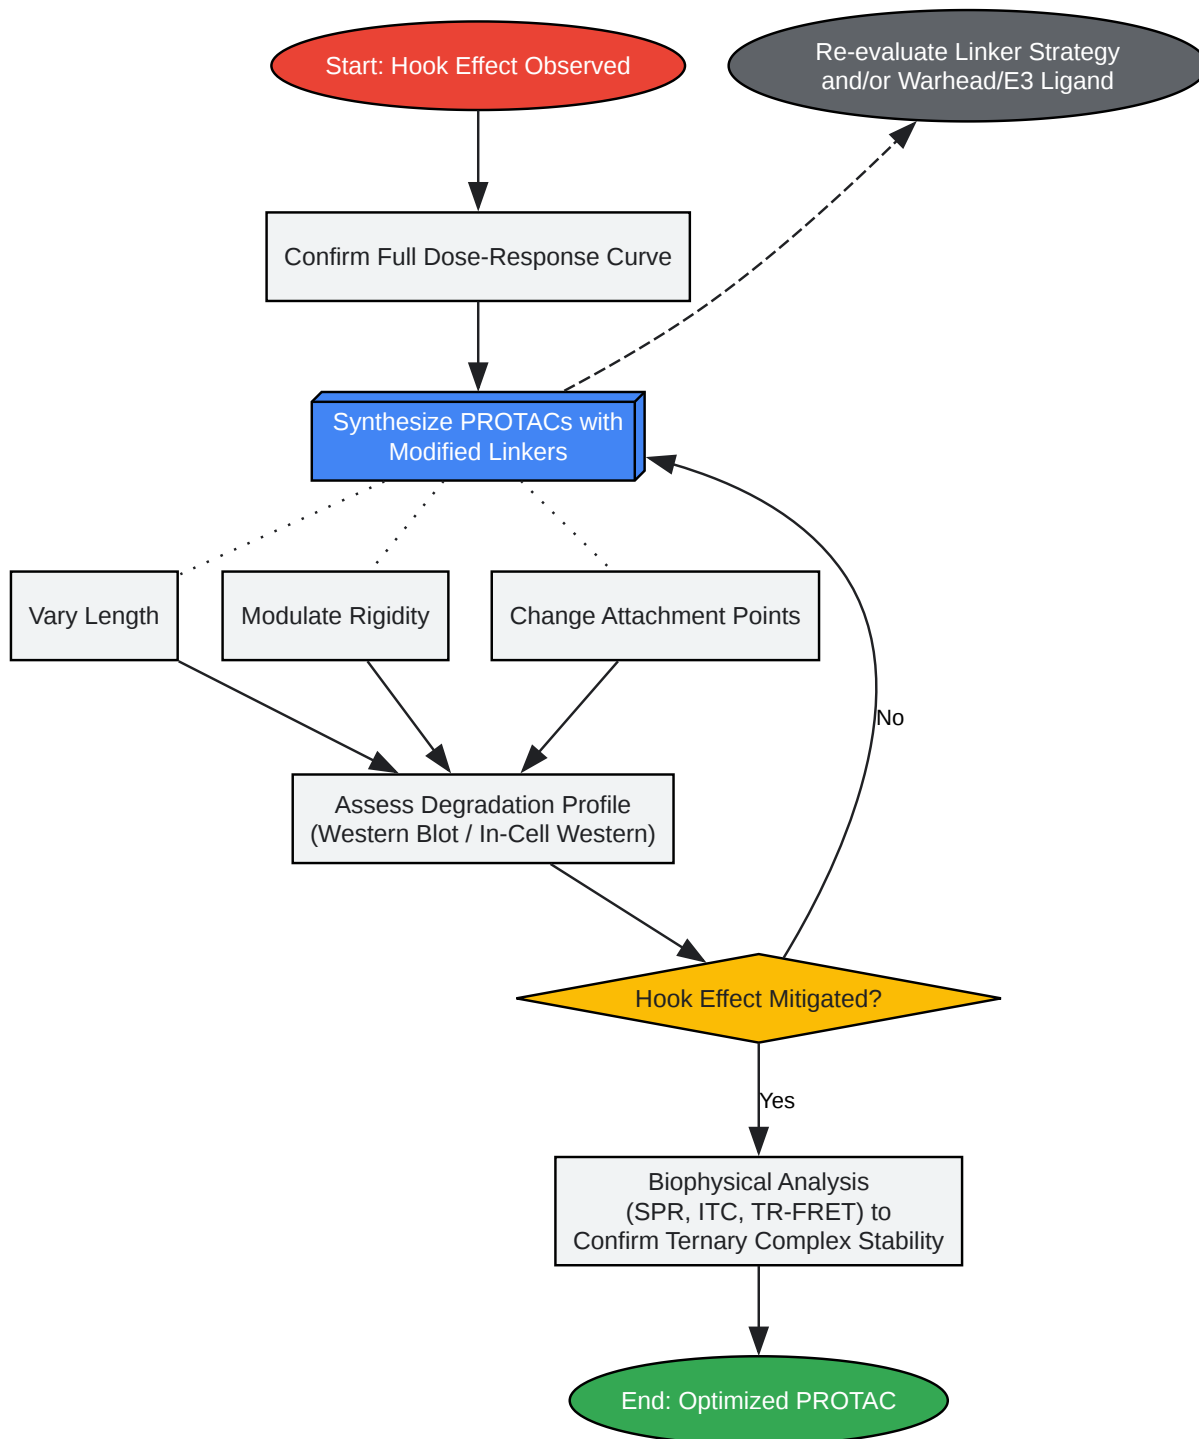 Start: Hook Effect Observed
Re-evaluate Linker Strategy
and/or Warhead/E3 Ligand
Confirm Full Dose-Response Curve
Synthesize PROTACs with
Modified Linkers
Vary Length
Modulate Rigidity
Change Attachment Points
No
Assess Degradation Profile
(Western Blot / In-Cell Western)
Hook Effect Mitigated?
Yes
Biophysical Analysis
(SPR, ITC, TR-FRET) to
Confirm Ternary Complex Stability
End: Optimized PROTAC